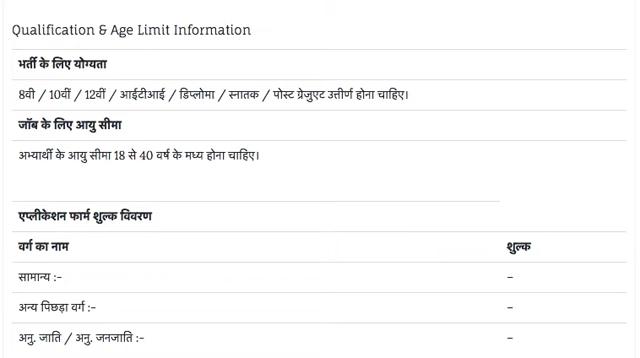 Qualification & Age Limit Information
भर्ती के लिए योग्यता
8वी / 10वीं / 12वीं / आईटीआई / डिप्लोमा / स्नातक / पोस्ट ग्रेजुएट उत्तीर्ण होना चाहिए।
जॉब के लिए आयु सीमा
अभ्यार्थी के आयु सीमा 18 से 40 वर्ष के मध्य होना चाहिए।
एप्लीकेशन फार्म शुल्क विवरण
वर्ग का नाम शुल्क
सामान्य :– –
अन्य पिछड़ा वर्ग :– –
अनु. जाति / अनु. जनजाति :– –